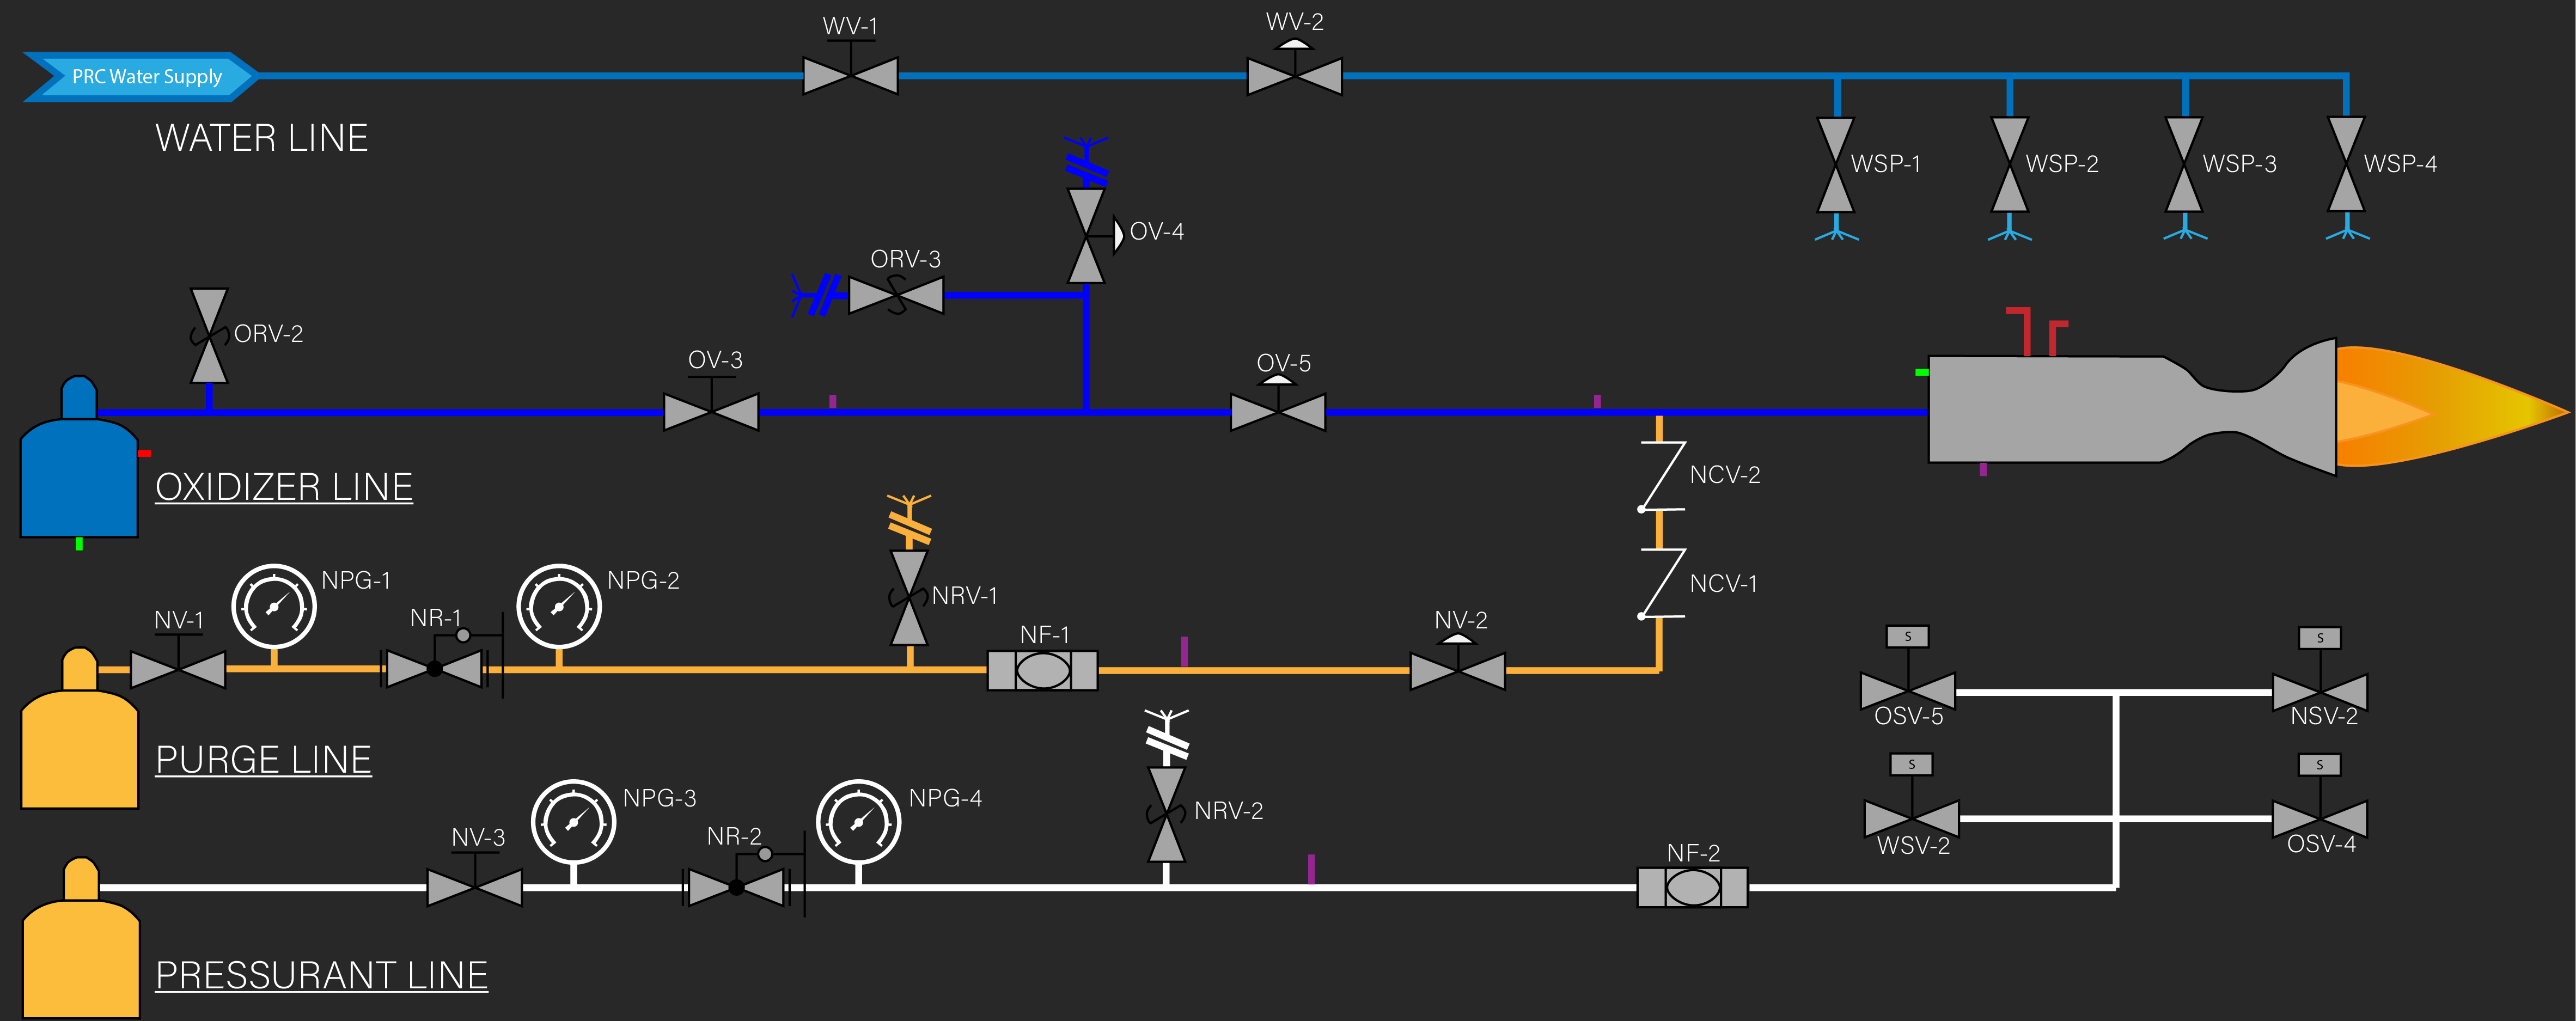 WV-1
WV-2
PRC Water Supply
WATER LINE
WSP-1
WSP-2
WSP-3
WSP-4
OV-4
ORV-3
ORV-2
OV-3
OV-5
OXIDIZER LINE
NCV-2
NPG-1
NPG-2
NRV-1
NCV-1
NV-1
NR-1
NF-1
NV-2
S
S
OSV-5
NSV-2
PURGE LINE
S
S
NPG-3
NPG-4
NRV-2
NV-3
NR-2
WSV-2
OSV-4
NF-2
PRESSURANT LINE